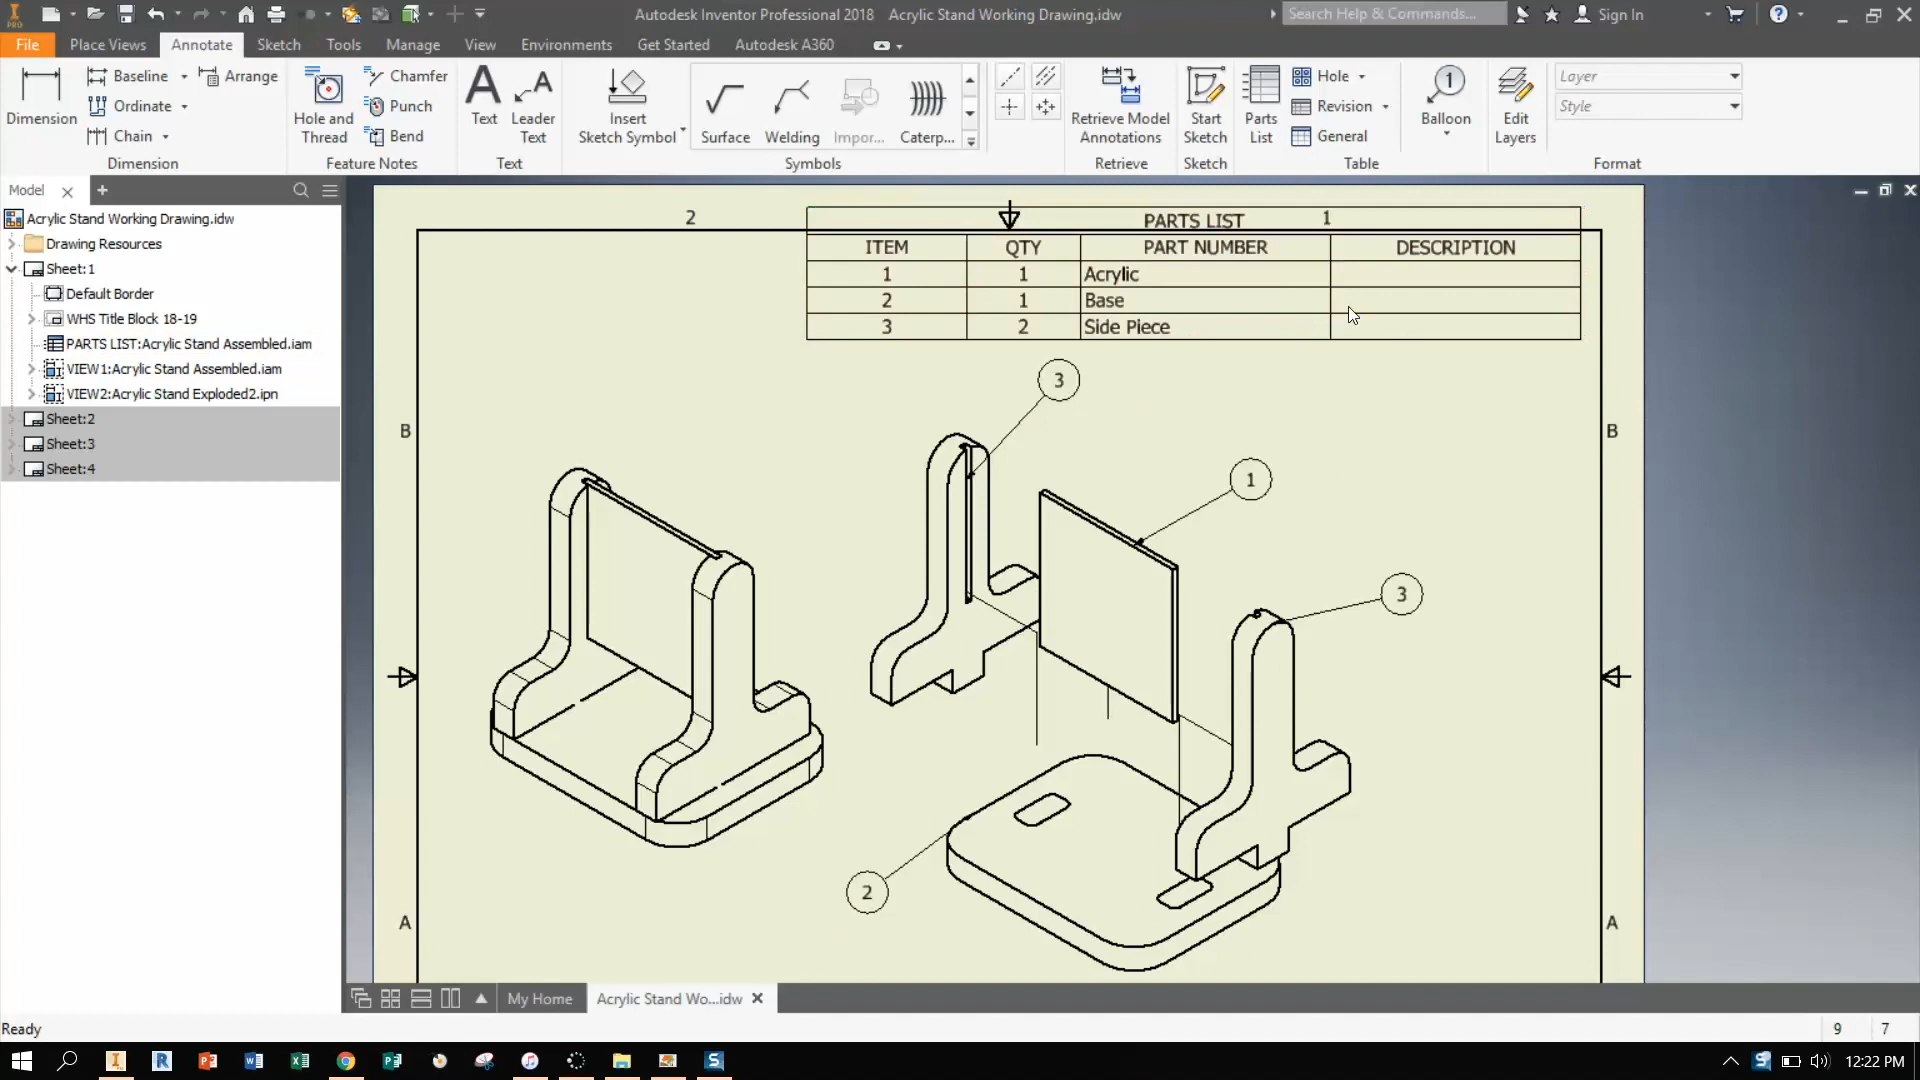 Autodesk Inventor Professional 2018 Acrylic Stand Working Drawing.idw
Search Help & Commands...
Sign In
PRO
File
Place Views
Annotate
Sketch
Tools
Manage
View
Environments
Get Started
Autodesk A360
Dimension
Baseline
Arrange
Ordinate
Chain
Dimension
Hole and Thread
Chamfer
Punch
Bend
Feature Notes
Text
Leader Text
Text
Insert Sketch Symbol
Surface
Welding
Impor...
Caterp...
Symbols
Retrieve Model Annotations
Retrieve
Start Sketch
Sketch
Parts List
Hole
Revision
General
Table
1
Balloon
Edit Layers
Layer
Style
Format
Model
Acrylic Stand Working Drawing.idw
Drawing Resources
Sheet:1
Default Border
WHS Title Block 18-19
PARTS LIST:Acrylic Stand Assembled.iam
VIEW1:Acrylic Stand Assembled.iam
VIEW2:Acrylic Stand Exploded2.ipn
Sheet:2
Sheet:3
Sheet:4
2
1
PARTS LIST
ITEM QTY PART NUMBER DESCRIPTION
1 1 Acrylic
2 1 Base
3 2 Side Piece
3
B
B
1
3
2
A
A
My Home
Acrylic Stand Wo...idw
Ready
9 7
12:22 PM